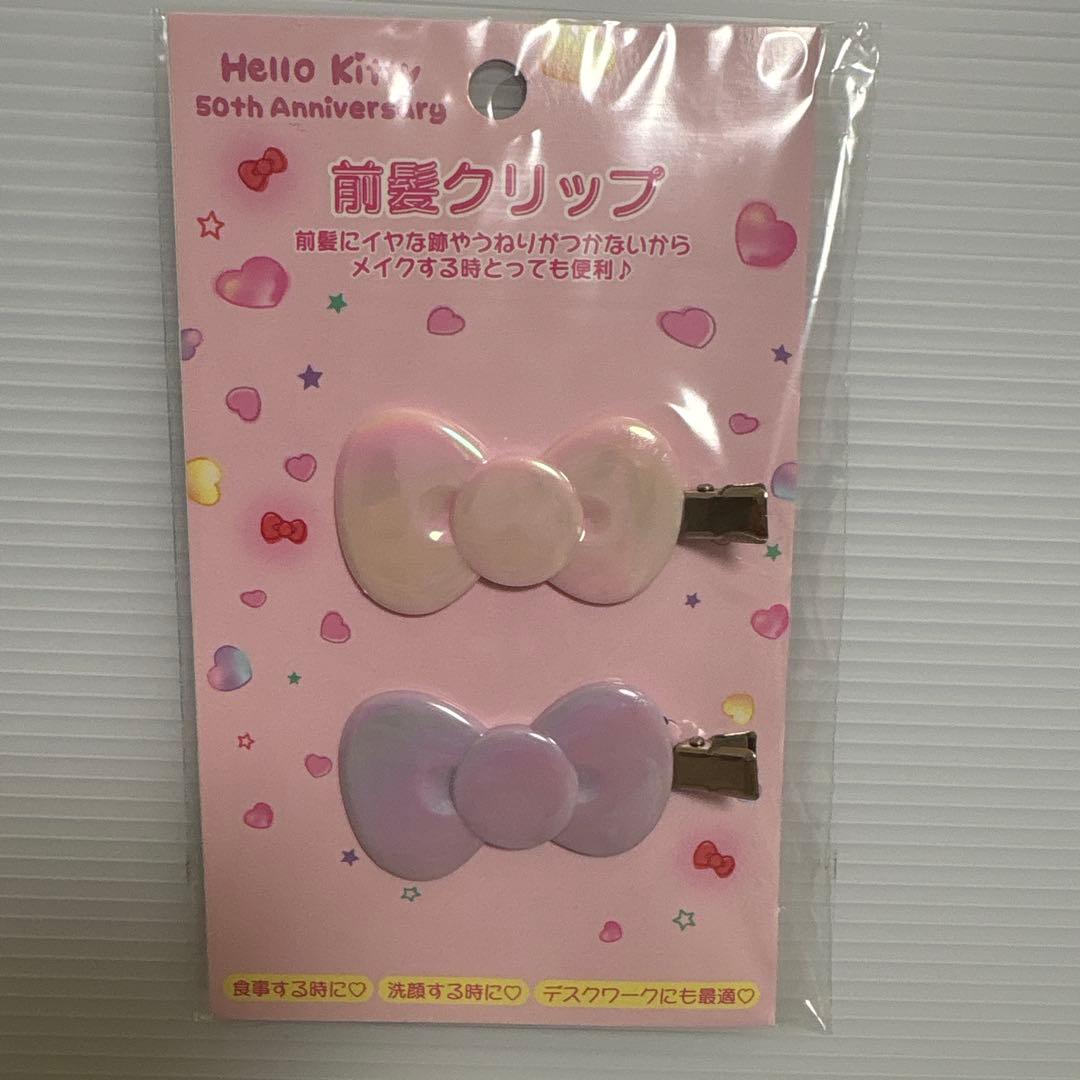 Hello Kitty
50th Anniversary
前髪クリップ
前髪にイヤな跡やうねりがつかないから
メイクする時とっても便利♪
食事する時に♡ 洗顔する時に♡ デスクワークにも最適♡